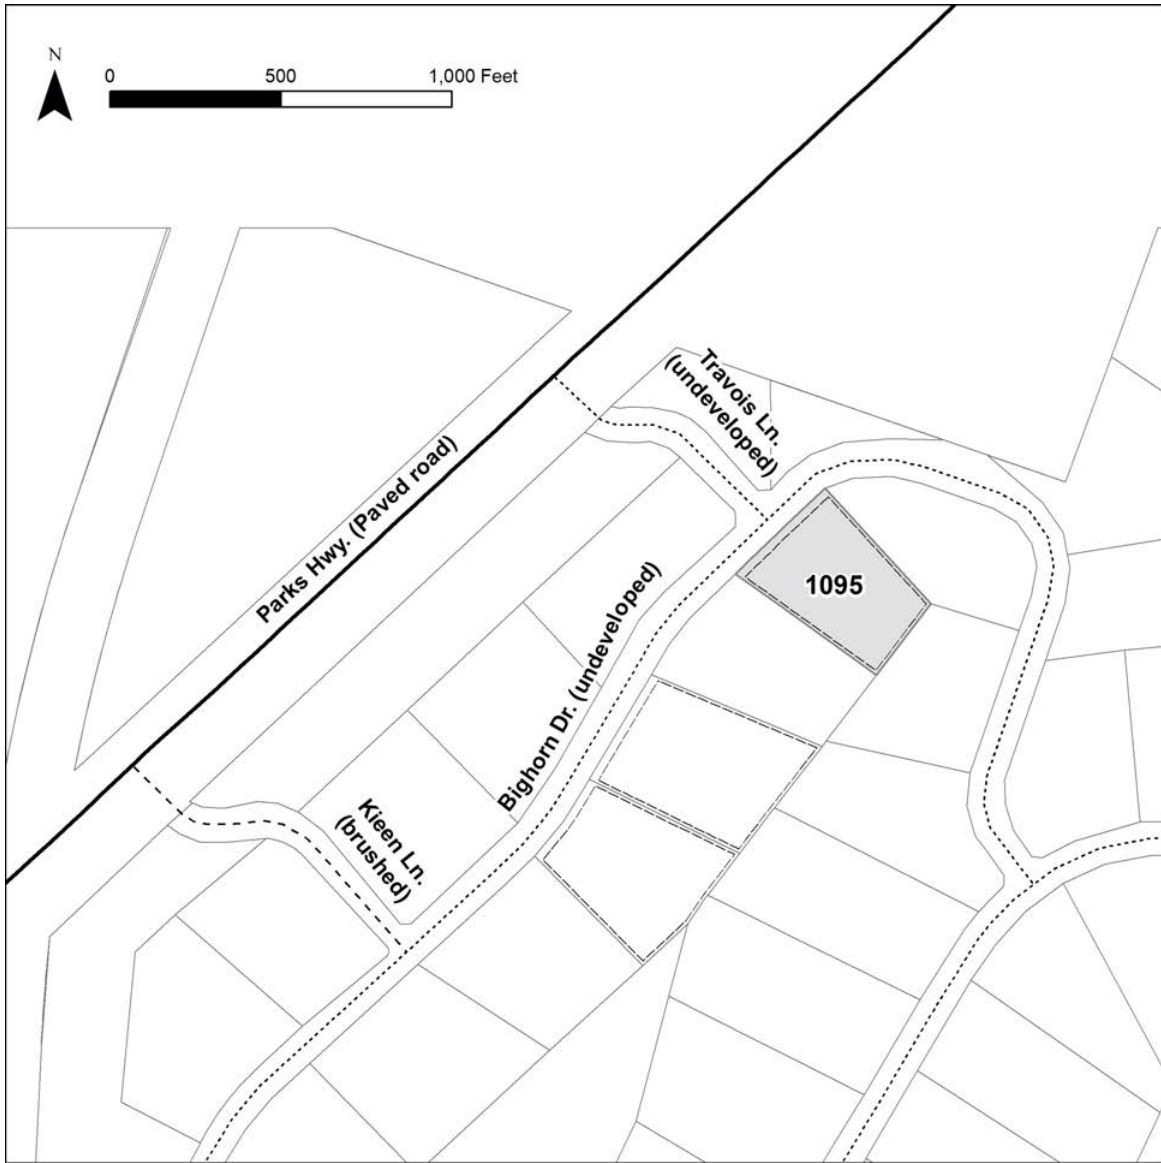 N
0 500 1,000 Feet
Travois Ln.
(undeveloped)
Parks Hwy. (Paved road)
1095
Bighorn Dr. (undeveloped)
Kieen Ln.
(brushed)